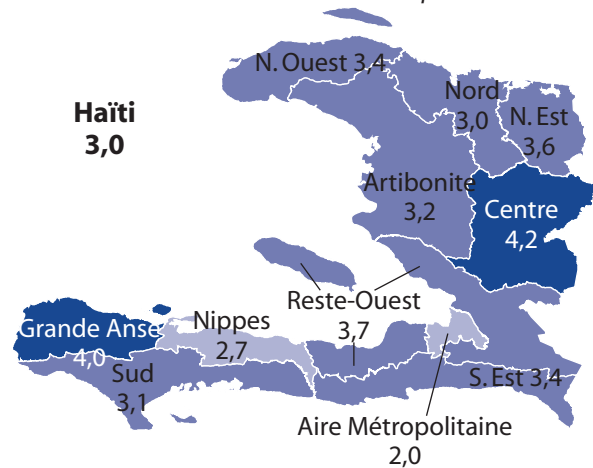 N. Ouest 3,4
Haïti
3,0
Nord
3,0
N. Est
3,6
Artibonite
3,2
Centre
4,2
Reste-Ouest
3,7
Grande Anse
4,0
Nippes
2,7
Sud
3,1
S. Est 3,4
Aire Métropolitaine
2,0